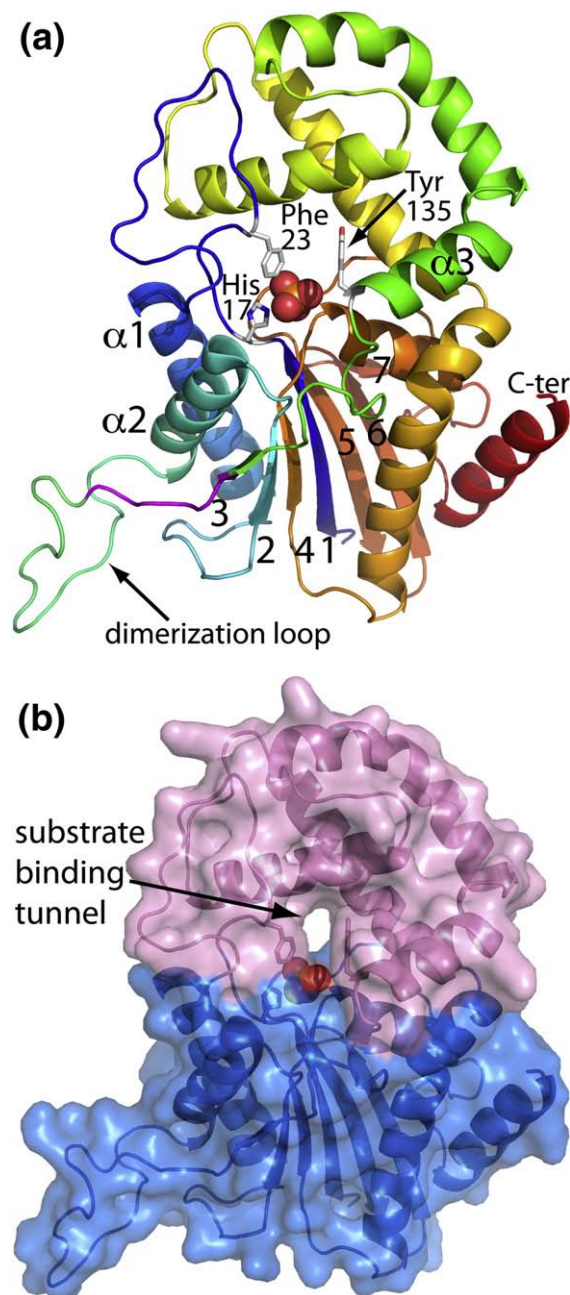 (a)
Tyr
135
Phe
23
α3
His
17
α1
7
C-ter
α2
6
5
3
2
4
1
dimerization loop
(b)
substrate
binding
tunnel